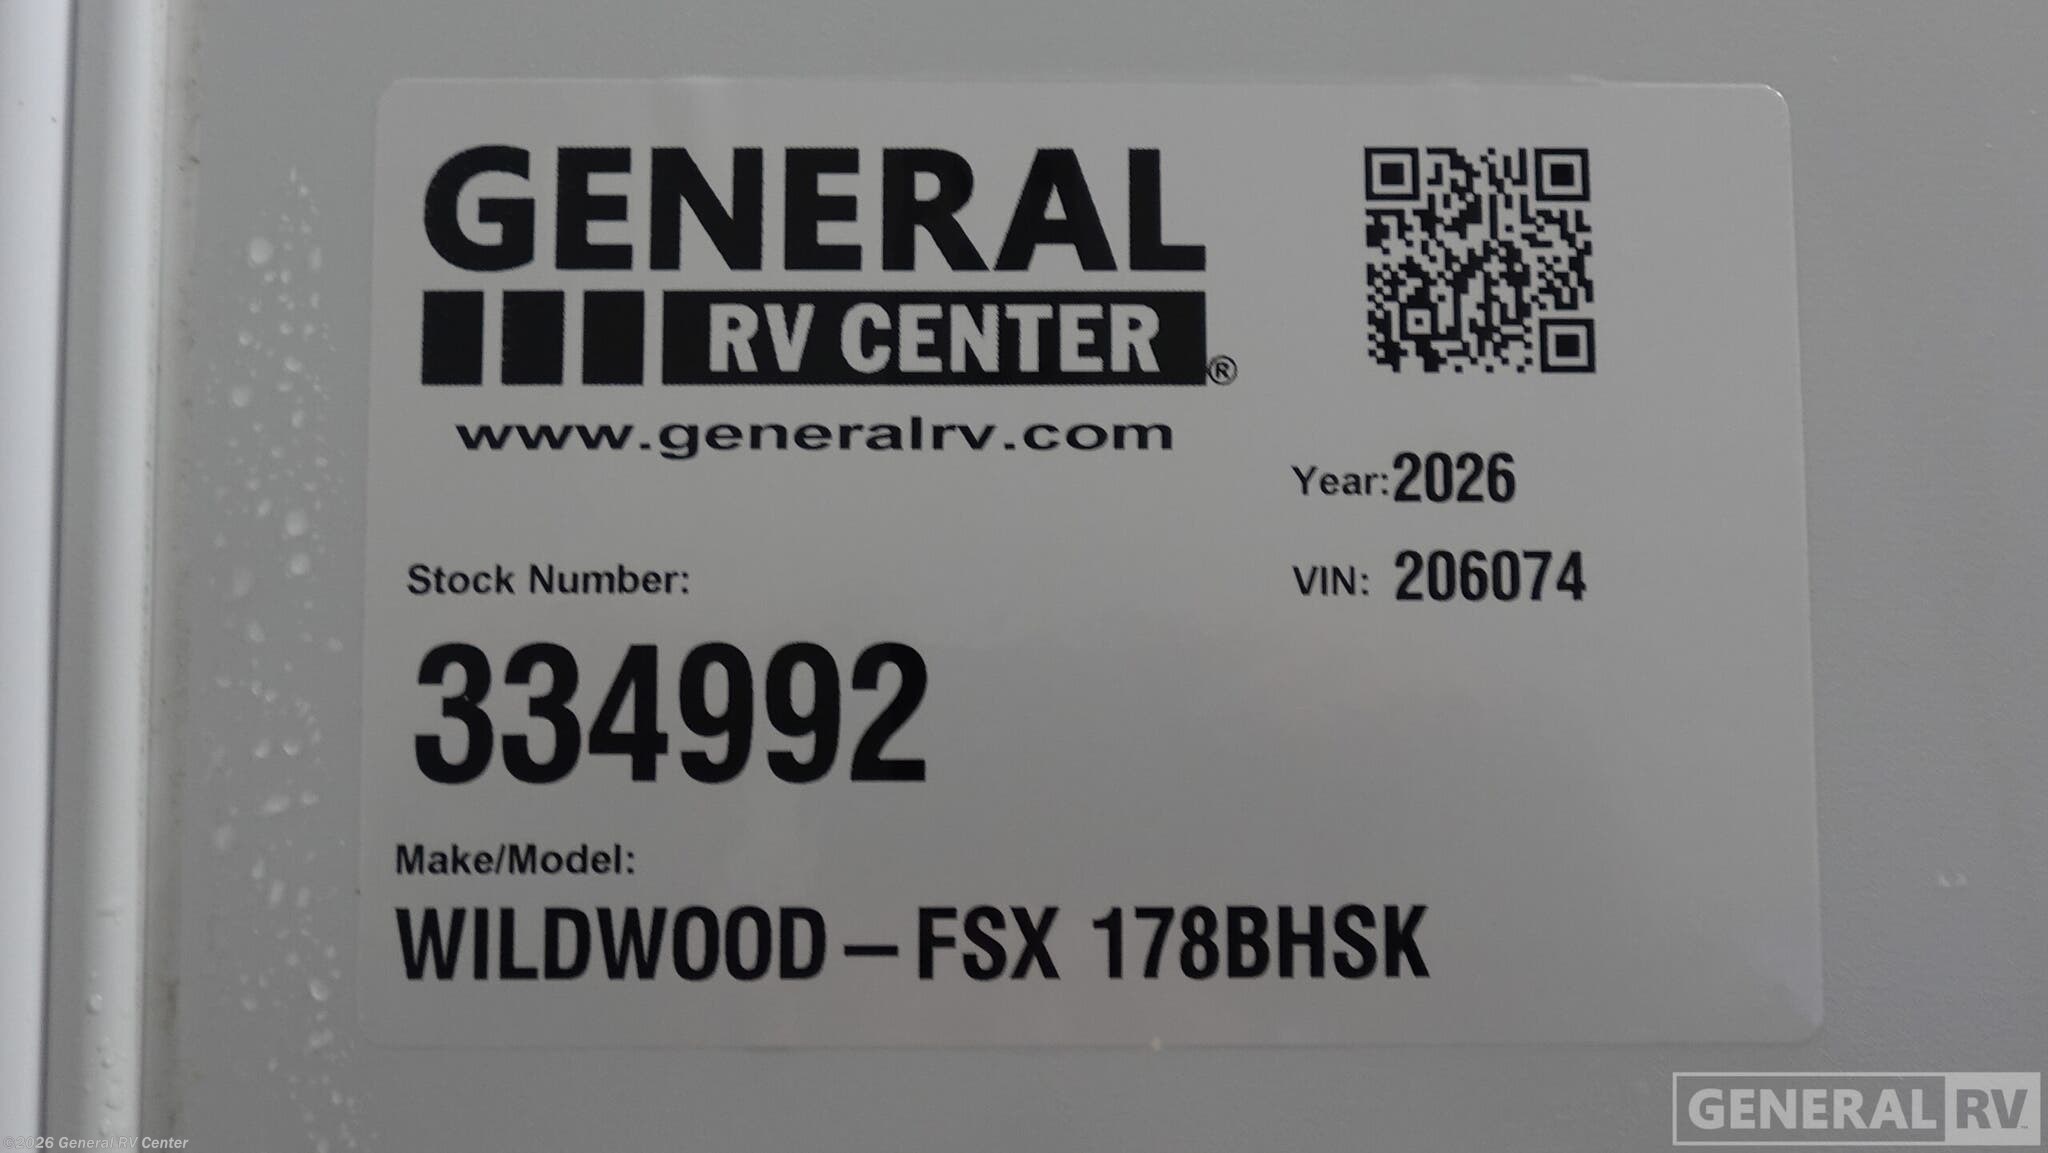 GENERAL
RV CENTER®
www.generalrv.com
Year: 2026
VIN: 206074
Stock Number:
334992
Make/Model:
WILDWOOD – FSX 178BHSK
GENERAL RV™
©2026 General RV Center